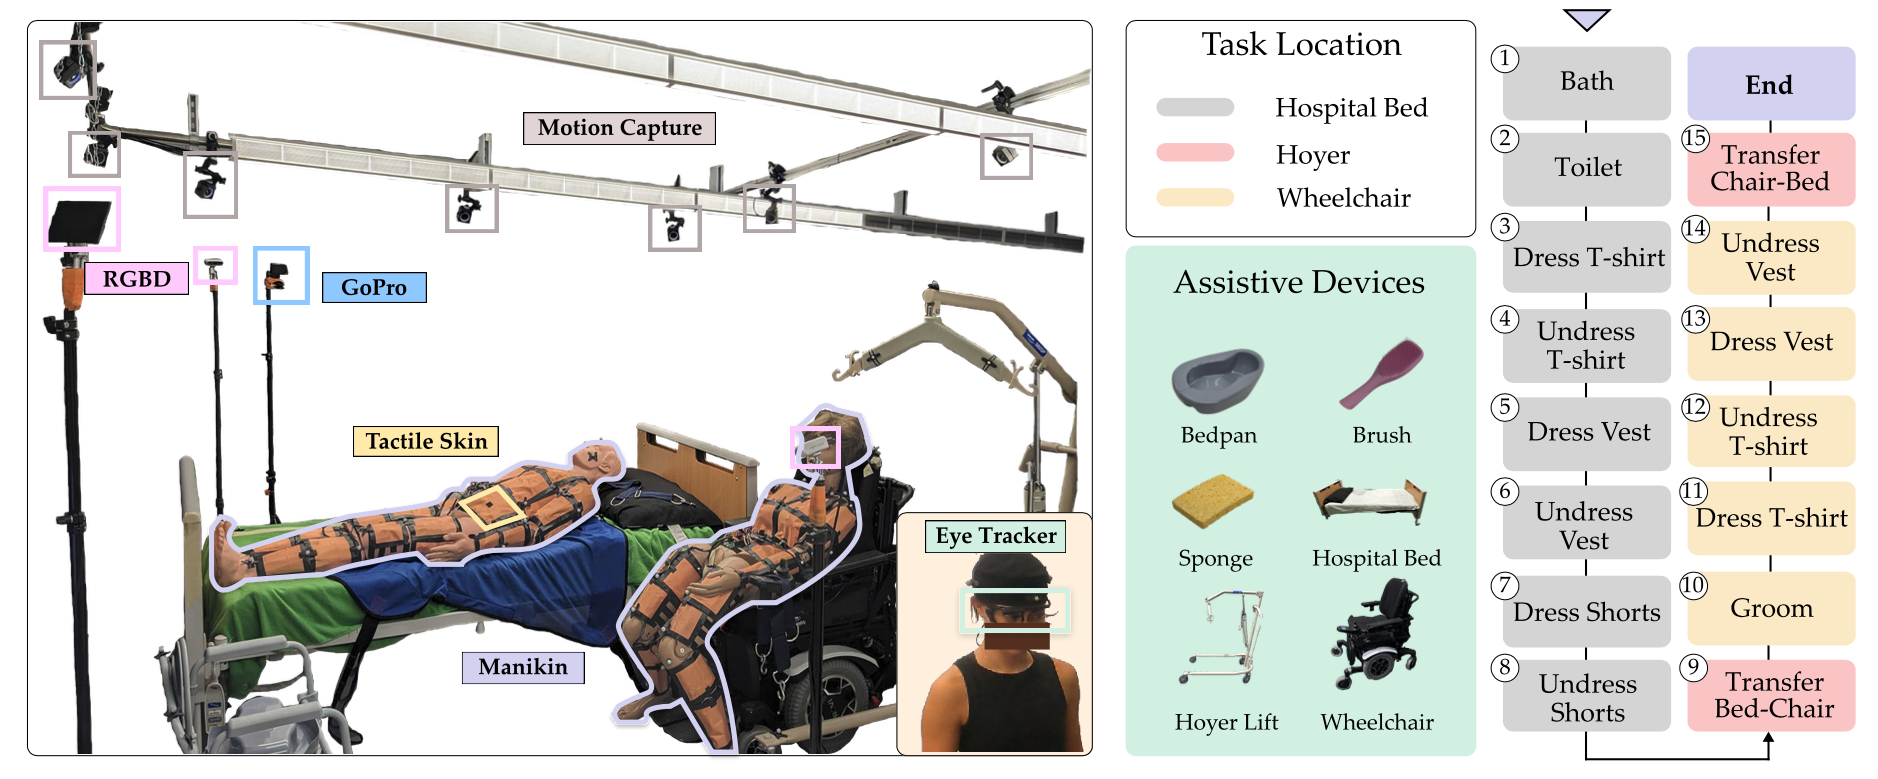 Motion Capture
RGBD
GoPro
Tactile Skin
Eye Tracker
Manikin
Task Location
Hospital Bed
Hoyer
Wheelchair
Assistive Devices
Bedpan
Brush
Sponge
Hospital Bed
Hoyer Lift
Wheelchair
1
Bath
2
Toilet
3
Dress T-shirt
4
Undress
T-shirt
5
Dress Vest
6
Undress
Vest
7
Dress Shorts
8
Undress
Shorts
9
Transfer
Bed-Chair
10
Groom
11
Dress T-shirt
12
Undress
T-shirt
13
Dress Vest
14
Undress
Vest
15
Transfer
Chair-Bed
End